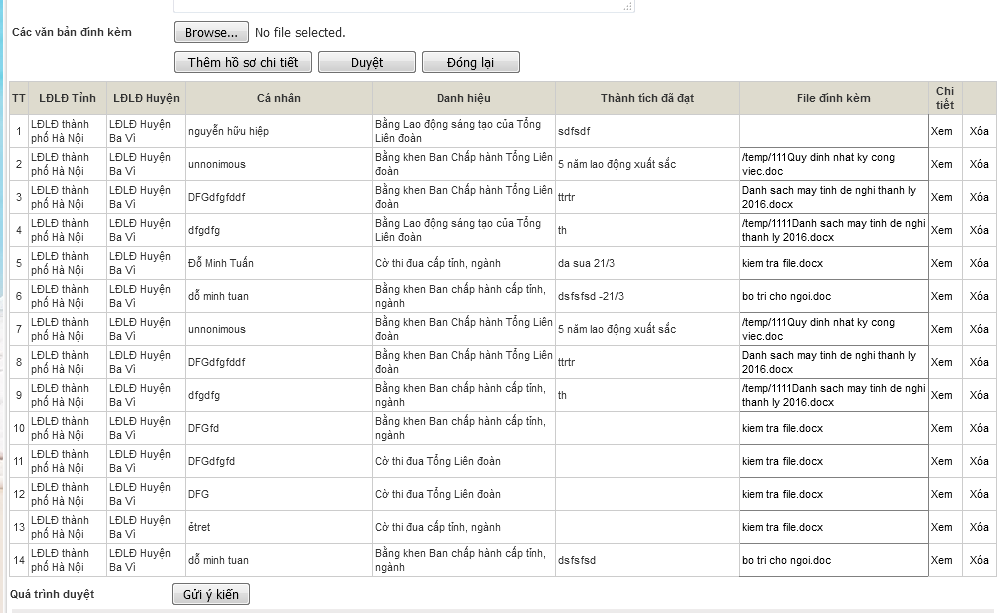 Các văn bản đính kèm Browse... No file selected.
Thêm hồ sơ chi tiết Duyệt Đóng lại
TT LĐLĐ Tỉnh LĐLĐ Huyện Cá nhân Danh hiệu Thành tích đã đạt File đính kèm Chi tiết
1 LĐLĐ thành phố Hà Nội LĐLĐ Huyện Ba Vì nguyễn hữu hiệp Bằng Lao động sáng tạo của Tổng Liên đoàn sdfsdf Xem Xóa
2 LĐLĐ thành phố Hà Nội LĐLĐ Huyện Ba Vì unnonimous Bằng khen Ban Chấp hành Tổng Liên đoàn 5 năm lao động xuất sắc /temp/111Quy dinh nhat ky cong viec.doc Xem Xóa
3 LĐLĐ thành phố Hà Nội LĐLĐ Huyện Ba Vì DFGdfgfddf Bằng khen Ban Chấp hành Tổng Liên đoàn ttrtr Danh sach may tinh de nghi thanh ly 2016.docx Xem Xóa
4 LĐLĐ thành phố Hà Nội LĐLĐ Huyện Ba Vì dfgdfg Bằng Lao động sáng tạo của Tổng Liên đoàn th /temp/1111Danh sach may tinh de nghi thanh ly 2016.docx Xem Xóa
5 LĐLĐ thành phố Hà Nội LĐLĐ Huyện Ba Vì Đỗ Minh Tuấn Cờ thi đua cấp tỉnh, ngành da sua 21/3 kiem tra file.docx Xem Xóa
6 LĐLĐ thành phố Hà Nội LĐLĐ Huyện Ba Vì dỗ minh tuan Bằng khen Ban chấp hành cấp tỉnh, ngành dsfsfsd -21/3 bo tri cho ngoi.doc Xem Xóa
7 LĐLĐ thành phố Hà Nội LĐLĐ Huyện Ba Vì unnonimous Bằng khen Ban Chấp hành Tổng Liên đoàn 5 năm lao động xuất sắc /temp/111Quy dinh nhat ky cong viec.doc Xem Xóa
8 LĐLĐ thành phố Hà Nội LĐLĐ Huyện Ba Vì DFGdfgfddf Bằng khen Ban Chấp hành Tổng Liên đoàn ttrtr Danh sach may tinh de nghi thanh ly 2016.docx Xem Xóa
9 LĐLĐ thành phố Hà Nội LĐLĐ Huyện Ba Vì dfgdfg Bằng khen Ban chấp hành cấp tỉnh, ngành th /temp/1111Danh sach may tinh de nghi thanh ly 2016.docx Xem Xóa
10 LĐLĐ thành phố Hà Nội LĐLĐ Huyện Ba Vì DFGfd Bằng khen Ban chấp hành cấp tỉnh, ngành kiem tra file.docx Xem Xóa
11 LĐLĐ thành phố Hà Nội LĐLĐ Huyện Ba Vì DFGdfgfd Cờ thi đua Tổng Liên đoàn kiem tra file.docx Xem Xóa
12 LĐLĐ thành phố Hà Nội LĐLĐ Huyện Ba Vì DFG Cờ thi đua Tổng Liên đoàn kiem tra file.docx Xem Xóa
13 LĐLĐ thành phố Hà Nội LĐLĐ Huyện Ba Vì êtret Cờ thi đua cấp tỉnh, ngành kiem tra file.docx Xem Xóa
14 LĐLĐ thành phố Hà Nội LĐLĐ Huyện Ba Vì dỗ minh tuan Bằng khen Ban chấp hành cấp tỉnh, ngành dsfsfsd bo tri cho ngoi.doc Xem Xóa
Quá trình duyệt Gửi ý kiến